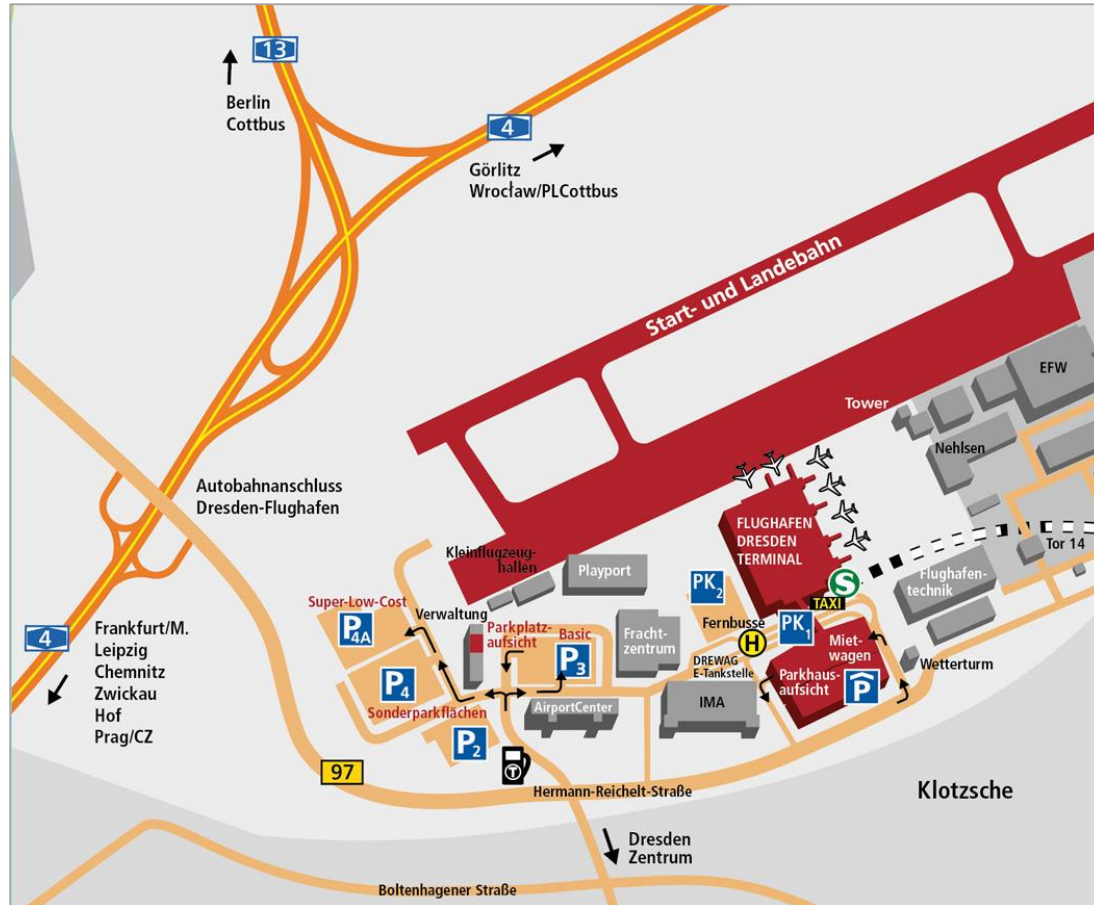 13
Berlin
Cottbus
4
Görlitz
Wrocław/PLCottbus
Start- und Landebahn
EFW
Tower
Nehlsen
Autobahnanschluss
Dresden-Flughafen
FLUGHAFEN
DRESDEN
TERMINAL
Tor 14
Kleinflugzeug-
hallen
Playport
Flughafen-
technik
S
PK2
TAXI
Super-Low-Cost
P4A
Verwaltung
Parkplatz-
aufsicht
Basic
P3
Fracht-
zentrum
Fernbusse
H
PK1
Miet-
wagen
Wetterturm
4
Frankfurt/M.
Leipzig
Chemnitz
Zwickau
Hof
Prag/CZ
P4
DREWAG
E-Tankstelle
Parkhaus-
aufsicht
P
Sonderparkflächen
AirportCenter
IMA
P2
T
97
Hermann-Reichelt-Straße
Klotzsche
Dresden
Zentrum
Boltenhagener Straße